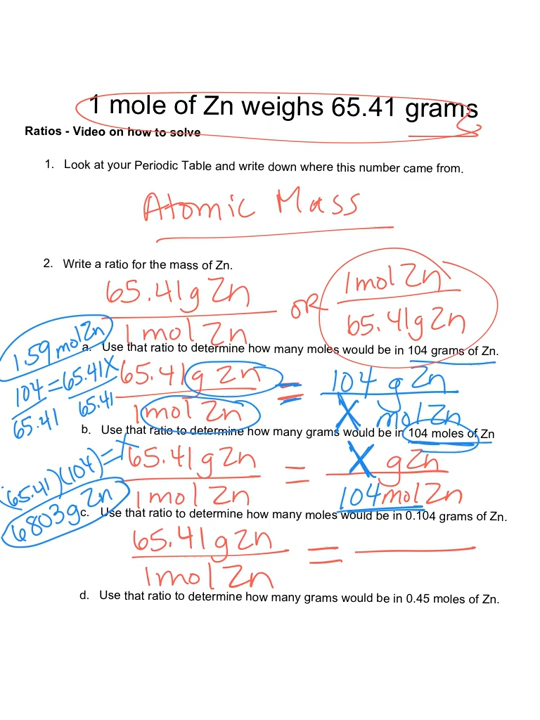 1 mole of Zn weighs 65.41 grams
Ratios - Video on how to solve
1. Look at your Periodic Table and write down where this number came from.
Atomic Mass
2. Write a ratio for the mass of Zn.
65.41g Zn
1 mol Zn
OR
1 mol Zn
65.41g Zn
a. Use that ratio to determine how many moles would be in 104 grams of Zn.
1.59 mol Zn
104 = 65.41X
65.41 65.41
65.41g Zn = 104 g Zn
1 mol Zn X mol Zn
b. Use that ratio to determine how many grams would be in 104 moles of Zn
(65.41)(104) = X
6803g Zn
65.41 g Zn = X g Zn
1 mol Zn 104 mol Zn
c. Use that ratio to determine how many moles would be in 0.104 grams of Zn.
65.41 g Zn =
1 mol Zn
d. Use that ratio to determine how many grams would be in 0.45 moles of Zn.